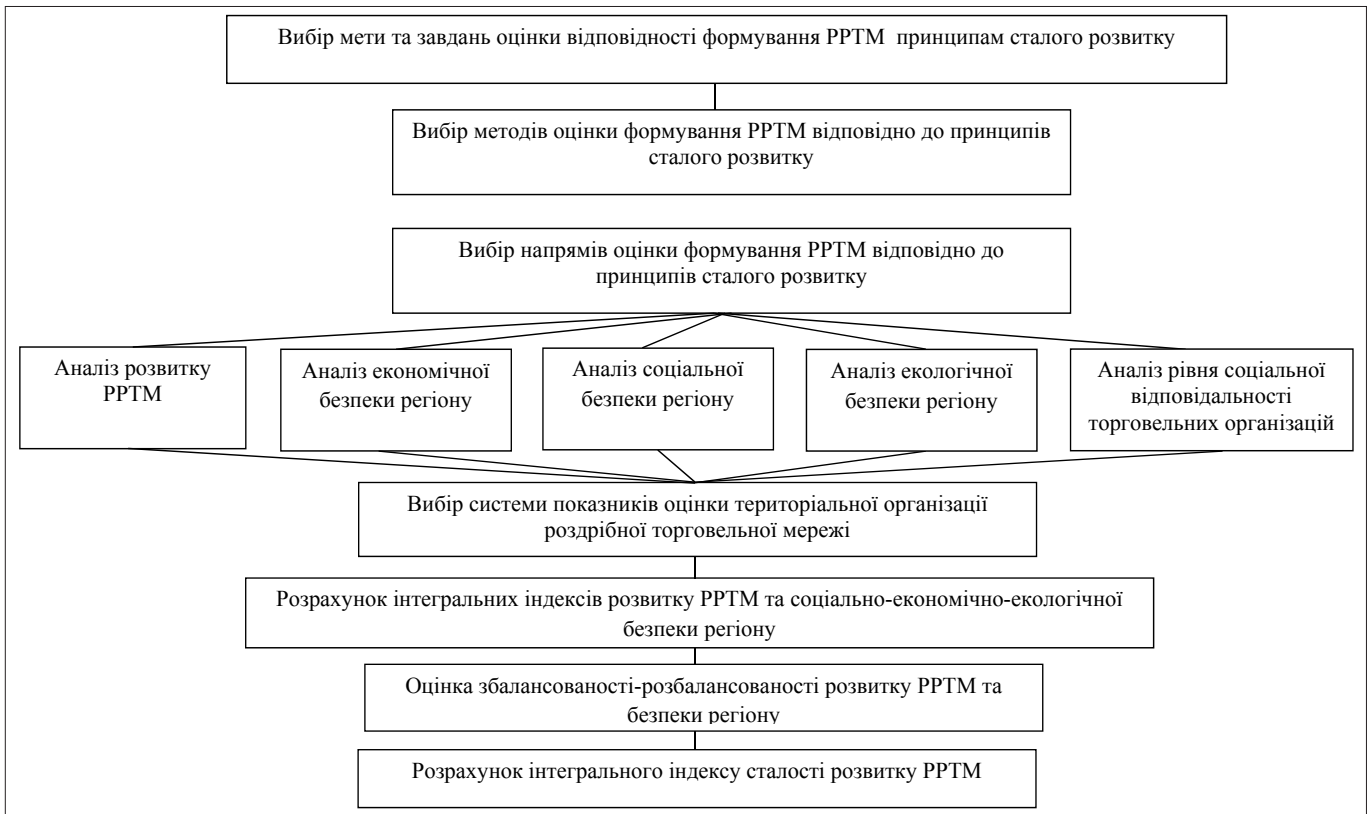 Вибір мети та завдань оцінки відповідності формування РРТМ принципам сталого розвитку
Вибір методів оцінки формування РРТМ відповідно до принципів
сталого розвитку
Вибір напрямів оцінки формування РРТМ відповідно до
принципів сталого розвитку
Аналіз розвитку
РРТМ
Аналіз економічної
безпеки регіону
Аналіз соціальної
безпеки регіону
Аналіз екологічної
безпеки регіону
Аналіз рівня соціальної
відповідальності
торговельних організацій
Вибір системи показників оцінки територіальної організації
роздрібної торговельної мережі
Розрахунок інтегральних індексів розвитку РРТМ та соціально-економічно-екологічної
безпеки регіону
Оцінка збалансованості-розбалансованості розвитку РРТМ та
безпеки регіону
Розрахунок інтегрального індексу сталості розвитку РРТМ